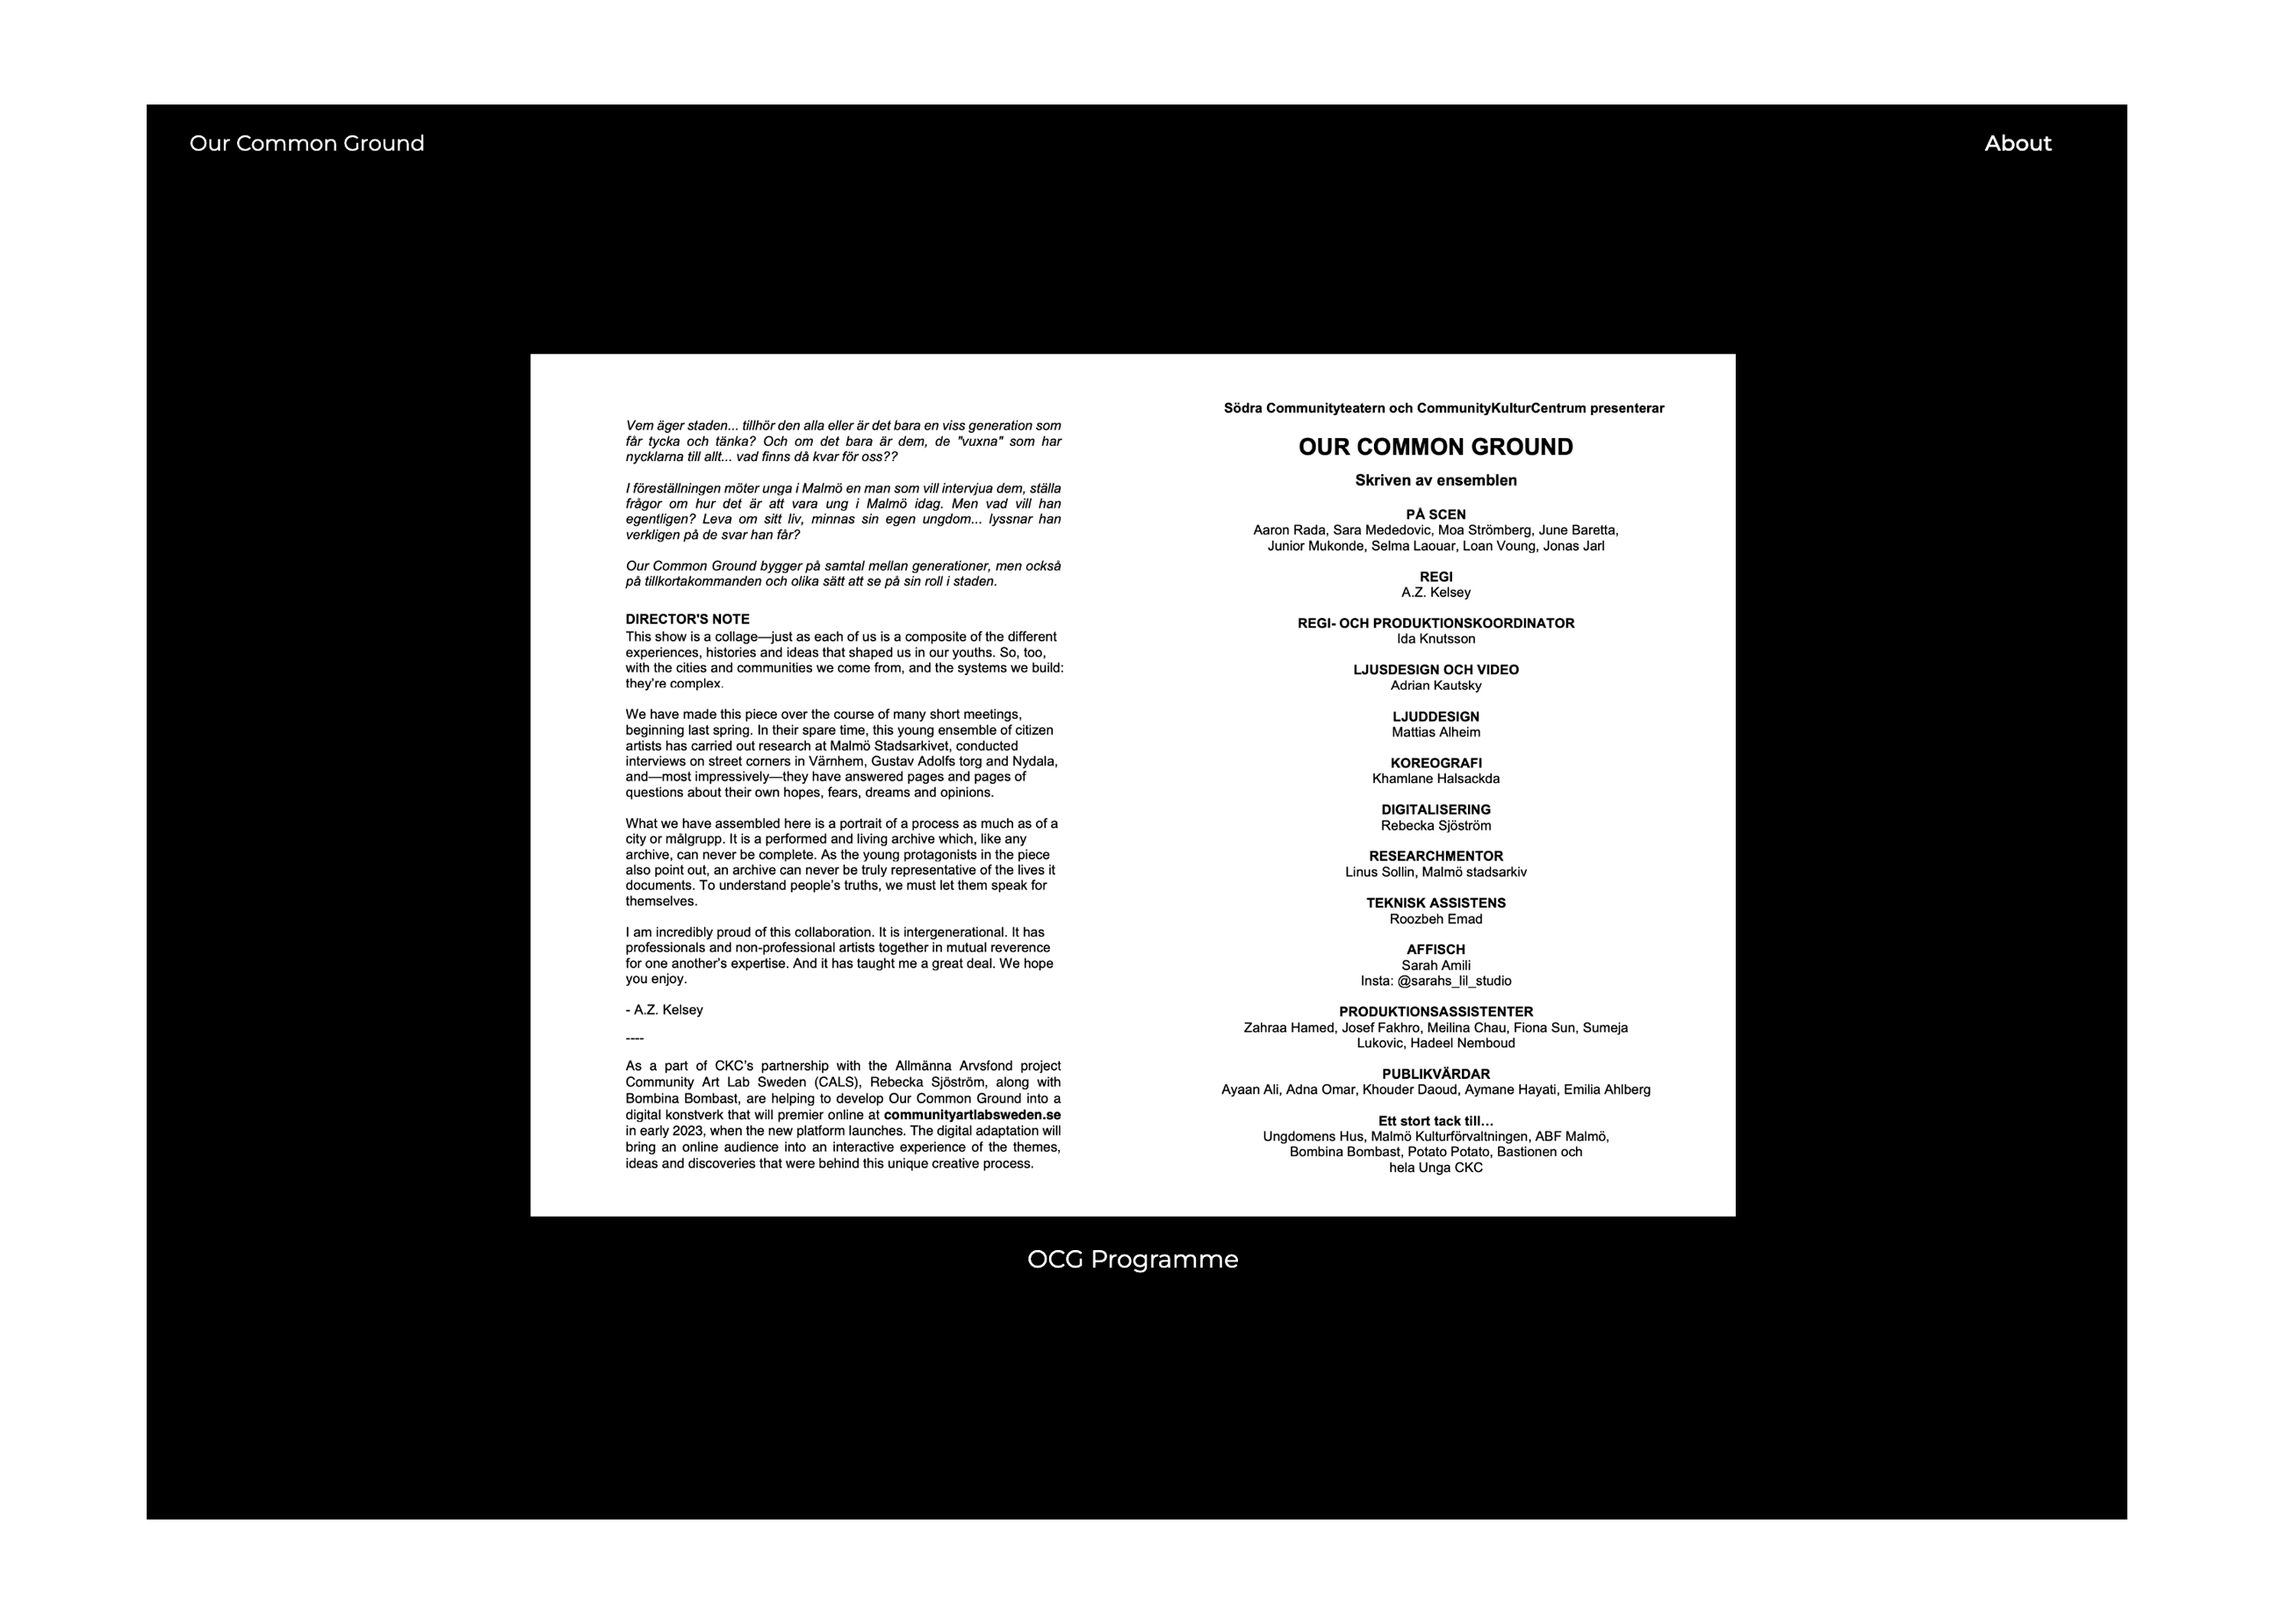 Our Common Ground
About
Vem äger staden... tillhör den alla eller är det bara en viss generation som
får tycka och tänka? Och om det bara är dem, de "vuxna" som har
nycklarna till allt... vad finns då kvar för oss??
I föreställningen möter unga i Malmö en man som vill intervjua dem, ställa
frågor om hur det är att vara ung i Malmö idag. Men vad vill han
egentligen? Leva om sitt liv, minnas sin egen ungdom... lyssnar han
verkligen på de svar han får?
Our Common Ground bygger på samtal mellan generationer, men också
på tillkortakommanden och olika sätt att se på sin roll i staden.
DIRECTOR'S NOTE
This show is a collage—just as each of us is a composite of the different
experiences, histories and ideas that shaped us in our youths. So, too,
with the cities and communities we come from, and the systems we build:
they're complex.
We have made this piece over the course of many short meetings,
beginning last spring. In their spare time, this young ensemble of citizen
artists has carried out research at Malmö Stadsarkivet, conducted
interviews on street corners in Värnhem, Gustav Adolfs torg and Nydala,
and—most impressively—they have answered pages and pages of
questions about their own hopes, fears, dreams and opinions.
What we have assembled here is a portrait of a process as much as of a
city or målgrupp. It is a performed and living archive which, like any
archive, can never be complete. As the young protagonists in the piece
also point out, an archive can never be truly representative of the lives it
documents. To understand people's truths, we must let them speak for
themselves.
I am incredibly proud of this collaboration. It is intergenerational. It has
professionals and non-professional artists together in mutual reverence
for one another's expertise. And it has taught me a great deal. We hope
you enjoy.
- A.Z. Kelsey
----
As a part of CKC's partnership with the Allmänna Arvsfond project
Community Art Lab Sweden (CALS), Rebecka Sjöström, along with
Bombina Bombast, are helping to develop Our Common Ground into a
digital konstverk that will premier online at communityartlabsweden.se
in early 2023, when the new platform launches. The digital adaptation will
bring an online audience into an interactive experience of the themes,
ideas and discoveries that were behind this unique creative process.
Södra Communityteatern och CommunityKulturCentrum presenterar
OUR COMMON GROUND
Skriven av ensemblen
PÅ SCEN
Aaron Rada, Sara Mededovic, Moa Strömberg, June Baretta,
Junior Mukonde, Selma Laouar, Loan Young, Jonas Jarl
REGI
A.Z. Kelsey
REGI- OCH PRODUKTIONSKOORDINATOR
Ida Knutsson
LJUSDESIGN OCH VIDEO
Adrian Kautsky
LJUDDESIGN
Mattias Alheim
KOREOGRAFI
Khamlane Halsackda
DIGITALISERING
Rebecka Sjöström
RESEARCHMENTOR
Linus Sollin, Malmö stadsarkiv
TEKNISK ASSISTENS
Roozbeh Emad
AFFISCH
Sarah Amili
Insta: @sarahs_lil_studio
PRODUKTIONSASSISTENTER
Zahraa Hamed, Josef Fakhro, Meilina Chau, Fiona Sun, Sumeja
Lukovic, Hadeel Nemboud
PUBLIKVÄRDAR
Ayaan Ali, Adna Omar, Khouder Daoud, Aymane Hayati, Emilia Ahlberg
Ett stort tack till…
Ungdomens Hus, Malmö Kulturförvaltningen, ABF Malmö,
Bombina Bombast, Potato Potato, Bastionen och
hela Unga CKC
OCG Programme